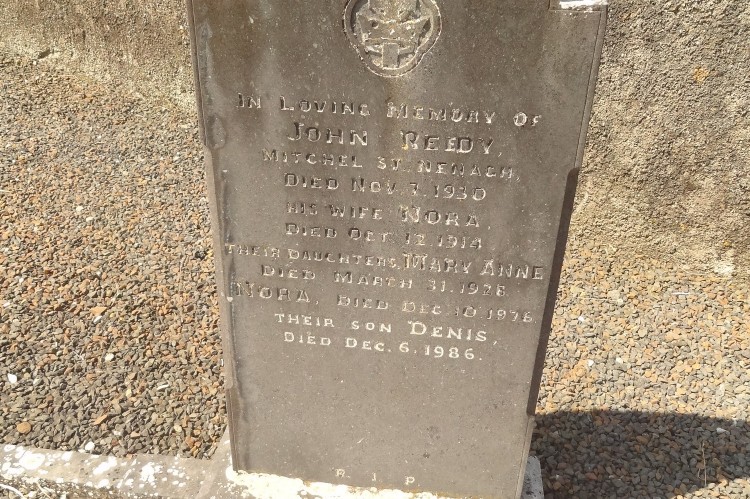 IN LOVING MEMORY OF
JOHN REIDY,
MITCHEL ST. NENAGH,
DIED NOV. 7. 1930
HIS WIFE NORA
DIED OCT. 12. 1914
THEIR DAUGHTERS, MARY ANNE
DIED MARCH 31. 1928
NORA, DIED DEC. 10. 1976
THEIR SON DENIS,
DIED DEC. 6. 1986.
R I P